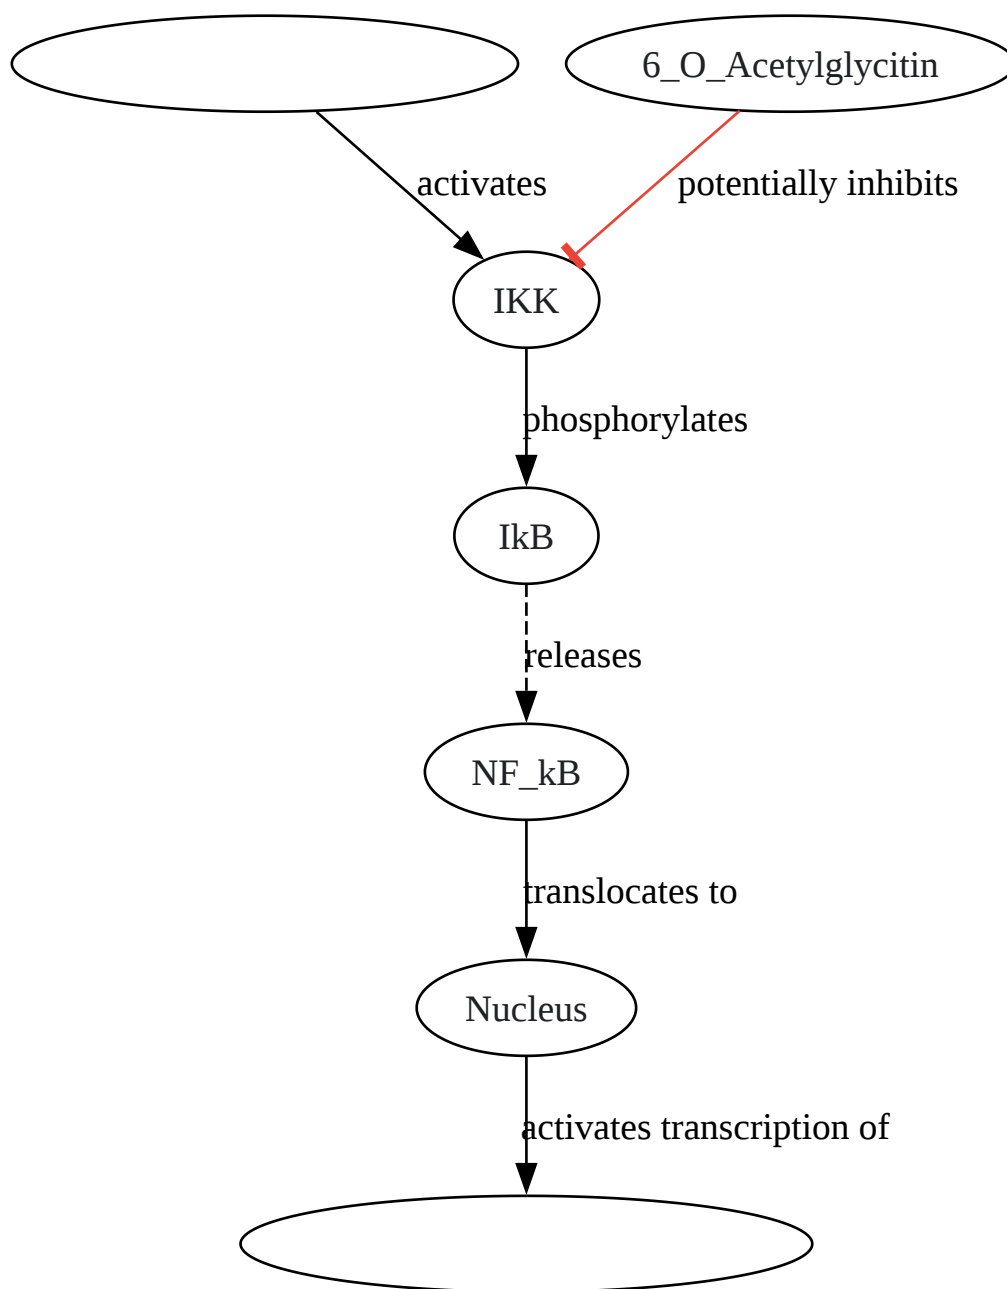 6_O_Acetylglycitin
activates
potentially inhibits
IKK
phosphorylates
IkB
releases
NF_kB
translocates to
Nucleus
activates transcription of